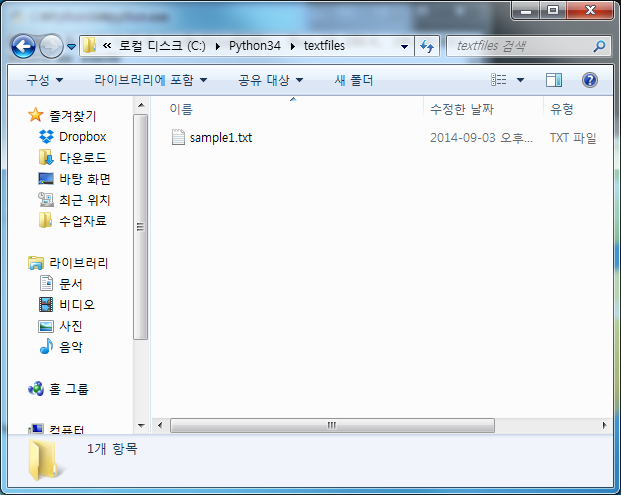 « 로컬 디스크 (C:) ▸ Python34 ▸ textfiles
textfiles 검색
구성 라이브러리에 포함 공유 대상 새 폴더
즐겨찾기
Dropbox
다운로드
바탕 화면
최근 위치
수업자료
라이브러리
문서
비디오
사진
음악
홈 그룹
컴퓨터
이름 수정한 날짜 유형
sample1.txt 2014-09-03 오후... TXT 파일
1개 항목